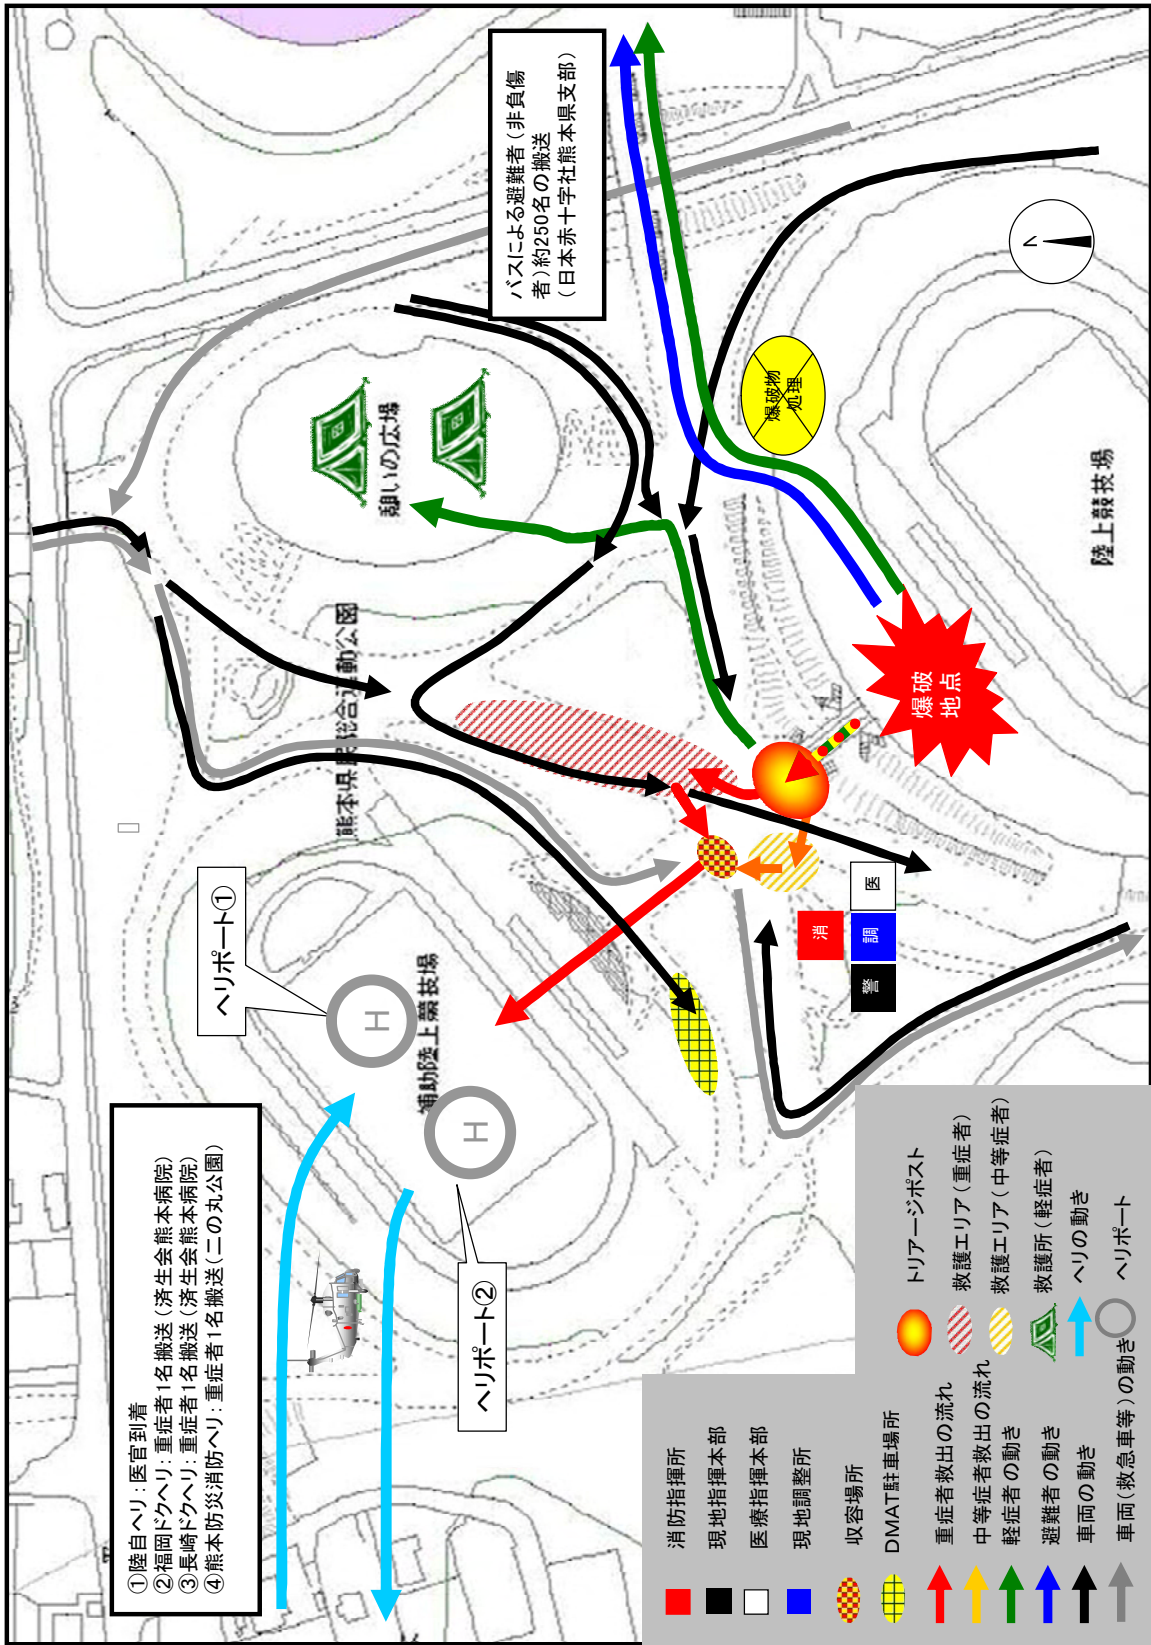 ①陸自ヘリ：医官到着
②福岡ドクヘリ：重症者1名搬送（済生会熊本病院）
③長崎ドクヘリ：重症者1名搬送（済生会熊本病院）
④熊本防災消防ヘリ：重症者1名搬送（二の丸公園）
ヘリポート①
ヘリポート②
H
H
補助陸上競技場
熊本県民総合運動公園
憩いの広場
バスによる避難者（非負傷
者）約250名の搬送
（日本赤十字社熊本県支部）
爆破物
処理
爆破
地点
陸上競技場
N
消
警
調
医
消防指揮所
現地指揮本部
医療指揮本部
現地調整所
収容場所
DMAT駐車場所
重症者救出の流れ
中等症者救出の流れ
軽症者の動き
避難者の動き
車両の動き
車両（救急車等）の動き
トリアージポスト
救護エリア（重症者）
救護エリア（中等症者）
救護所（軽症者）
ヘリの動き
ヘリポート